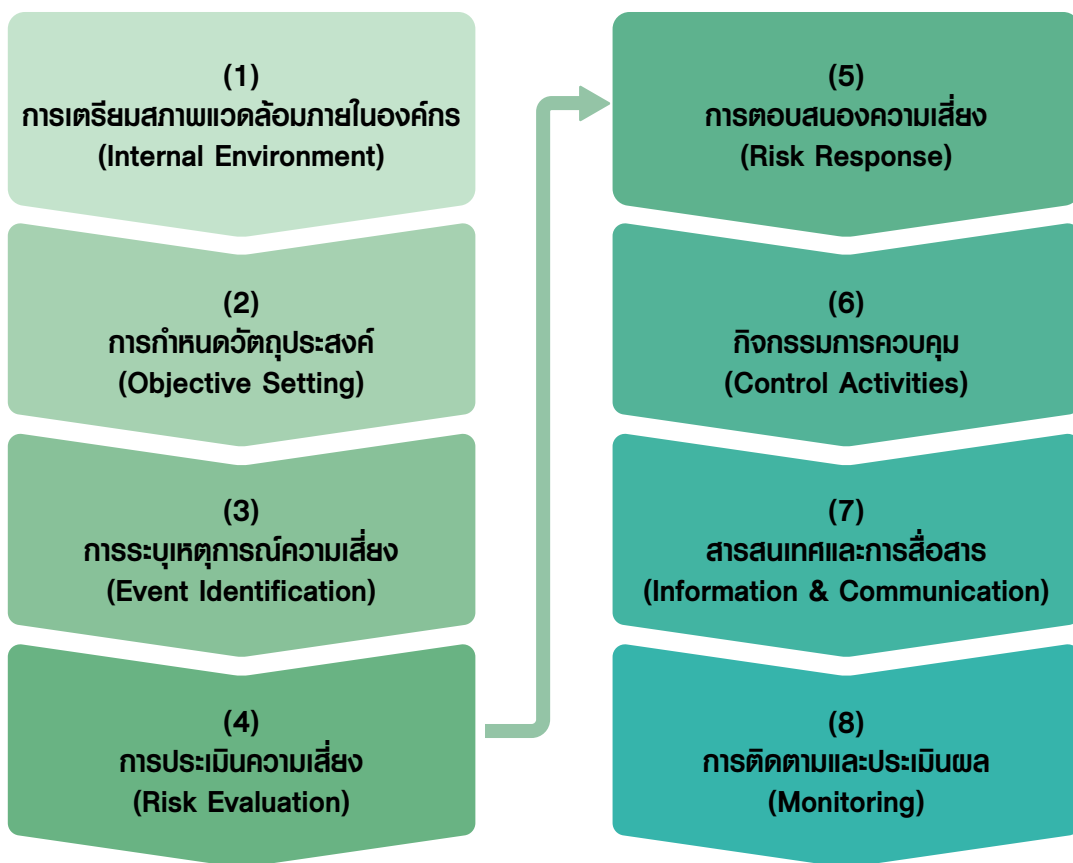 (1)
การเตรียมสภาพแวดล้อมภายในองค์กร
(Internal Environment)
(2)
การกำหนดวัตถุประสงค์
(Objective Setting)
(3)
การระบุเหตุการณ์ความเสี่ยง
(Event Identification)
(4)
การประเมินความเสี่ยง
(Risk Evaluation)
(5)
การตอบสนองความเสี่ยง
(Risk Response)
(6)
กิจกรรมการควบคุม
(Control Activities)
(7)
สารสนเทศและการสื่อสาร
(Information & Communication)
(8)
การติดตามและประเมินผล
(Monitoring)